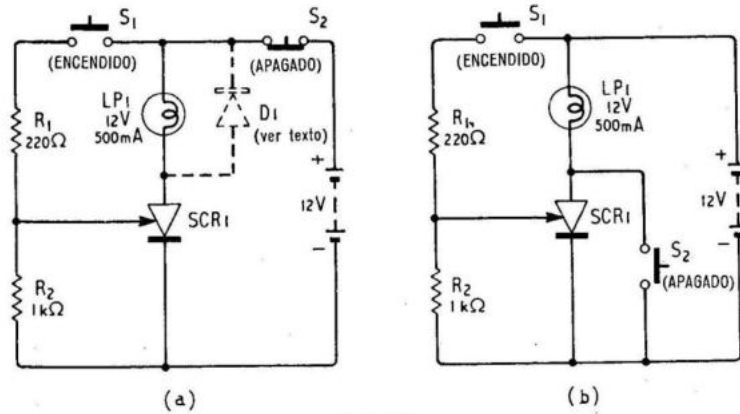 S1
(ENCENDIDO)
S2
(APAGADO)
LP1
12V
500mA
D1
(ver texto)
R1
220Ω
+
12V
-
SCR1
R2
1kΩ
(a)
S1
(ENCENDIDO)
LP1
12V
500mA
R1
220Ω
+
12V
-
SCR1
S2
(APAGADO)
R2
1kΩ
(b)